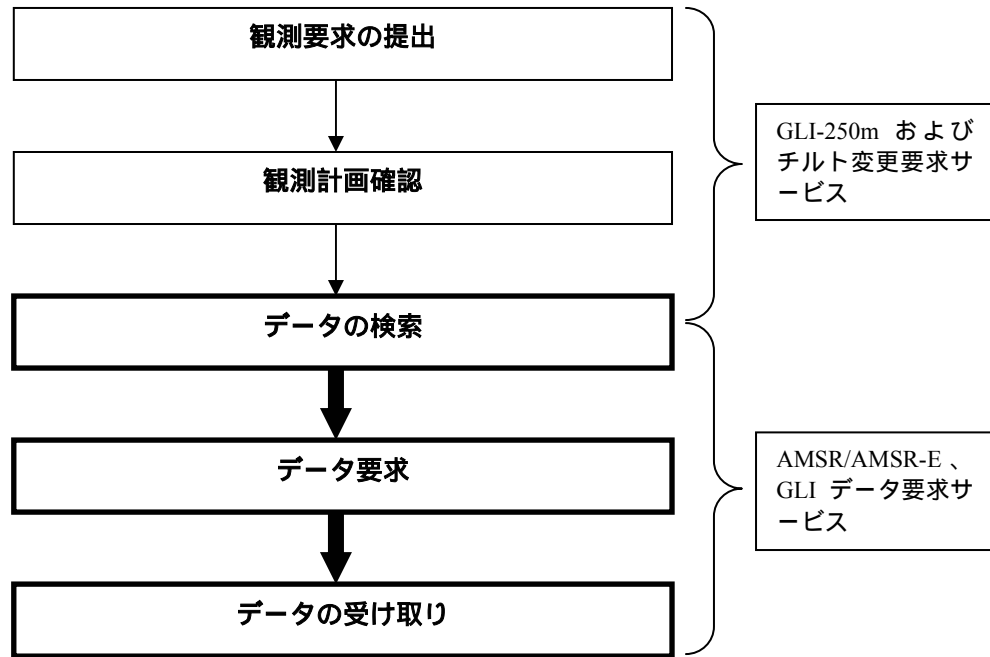 観測要求の提出
観測計画確認
GLI-250m および
チルト変更要求サ
ービス
データの検索
データ要求
データの受け取り
AMSR/AMSR-E 、
GLI データ要求サ
ービス